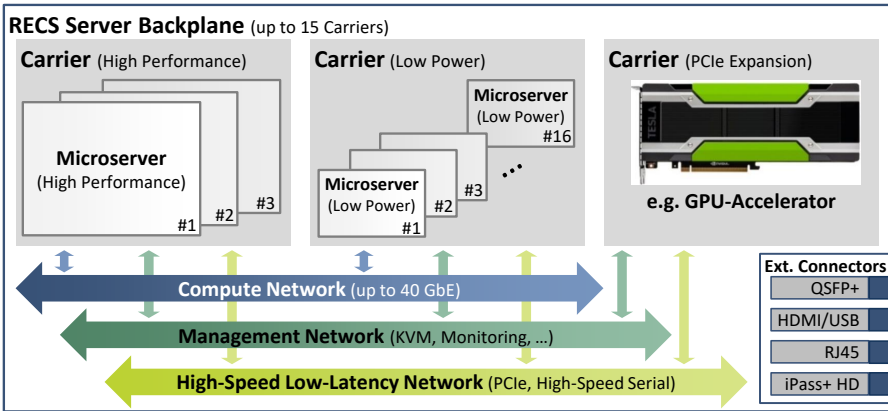 RECS Server Backplane (up to 15 Carriers)
Carrier (High Performance)
Microserver
(High Performance)
#1
#2
#3
Carrier (Low Power)
Microserver
(Low Power)
#16
...
#3
#2
Microserver
(Low Power)
#1
Carrier (PCIe Expansion)
TESLA
e.g. GPU-Accelerator
Compute Network (up to 40 GbE)
Management Network (KVM, Monitoring, ...)
High-Speed Low-Latency Network (PCIe, High-Speed Serial)
Ext. Connectors
QSFP+
HDMI/USB
RJ45
iPass+ HD